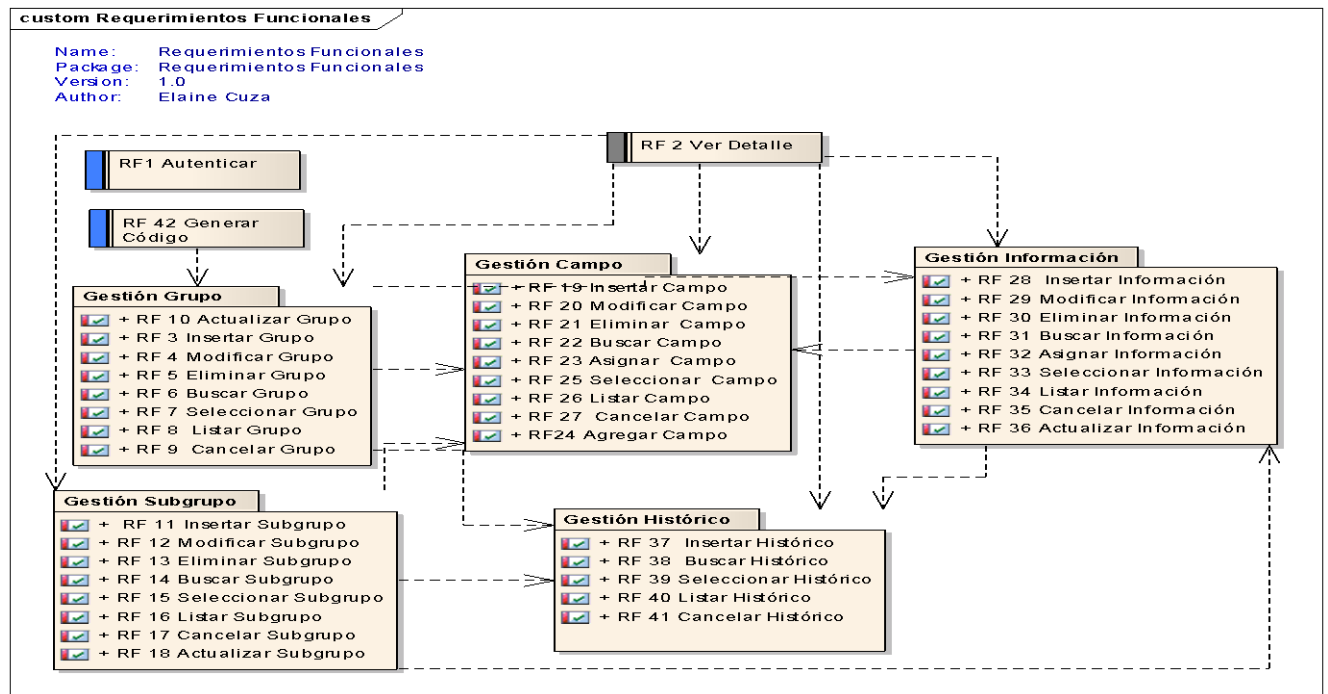 custom Requerimientos Funcionales
Name: Requerimientos Funcionales
Package: Requerimientos Funcionales
Version: 1.0
Author: Elaine Cuza
RF1 Autenticar
RF 2 Ver Detalle
RF 42 Generar
Código
Gestión Grupo
+ RF 10 Actualizar Grupo
+ RF 3 Insertar Grupo
+ RF 4 Modificar Grupo
+ RF 5 Eliminar Grupo
+ RF 6 Buscar Grupo
+ RF 7 Seleccionar Grupo
+ RF 8 Listar Grupo
+ RF 9 Cancelar Grupo
Gestión Campo
+ RF 19 Insertar Campo
+ RF 20 Modificar Campo
+ RF 21 Eliminar Campo
+ RF 22 Buscar Campo
+ RF 23 Asignar Campo
+ RF 25 Seleccionar Campo
+ RF 26 Listar Campo
+ RF 27 Cancelar Campo
+ RF24 Agregar Campo
Gestión Información
+ RF 28 Insertar Información
+ RF 29 Modificar Información
+ RF 30 Eliminar Información
+ RF 31 Buscar Información
+ RF 32 Asignar Información
+ RF 33 Seleccionar Información
+ RF 34 Listar Información
+ RF 35 Cancelar Información
+ RF 36 Actualizar Información
Gestión Subgrupo
+ RF 11 Insertar Subgrupo
+ RF 12 Modificar Subgrupo
+ RF 13 Eliminar Subgrupo
+ RF 14 Buscar Subgrupo
+ RF 15 Seleccionar Subgrupo
+ RF 16 Listar Subgrupo
+ RF 17 Cancelar Subgrupo
+ RF 18 Actualizar Subgrupo
Gestión Histórico
+ RF 37 Insertar Histórico
+ RF 38 Buscar Histórico
+ RF 39 Seleccionar Histórico
+ RF 40 Listar Histórico
+ RF 41 Cancelar Histórico